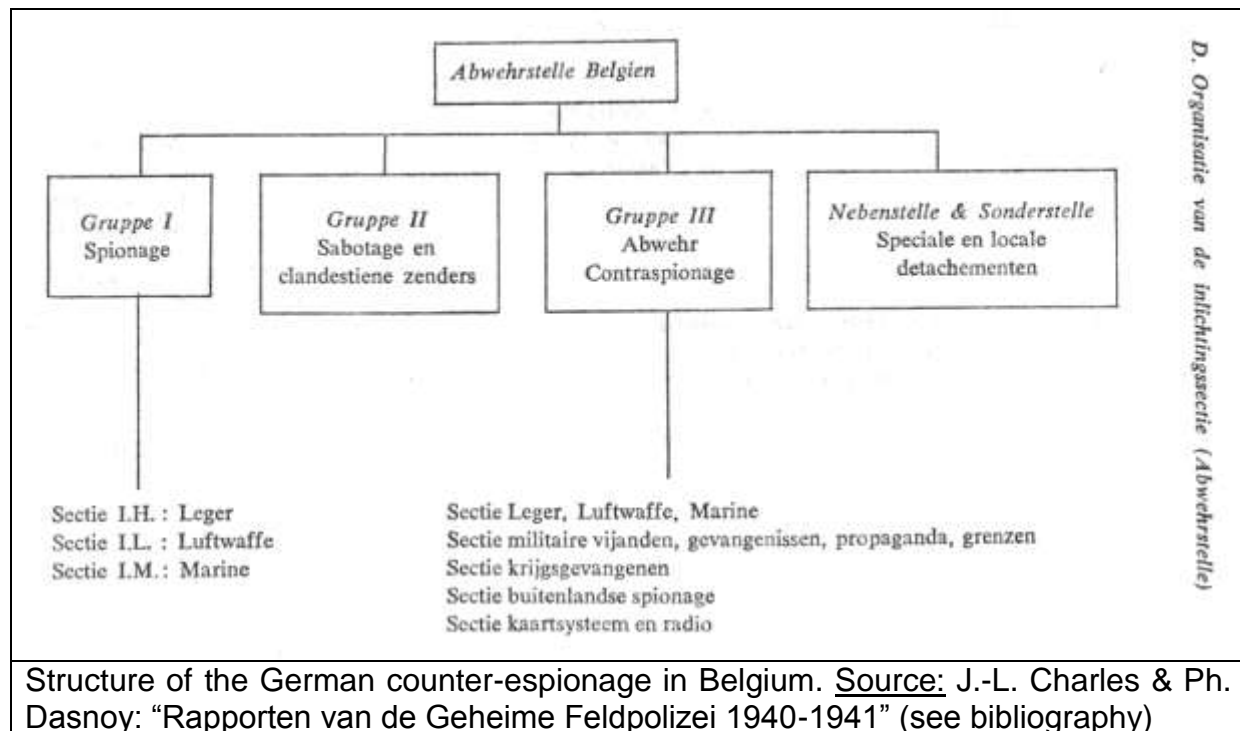 D. Organisatie van de inlichtingssectie (Abwehrstelle)
Abwehrstelle Belgien
Gruppe I
Spionage
Gruppe II
Sabotage en
clandestiene zenders
Gruppe III
Abwehr
Contraspionage
Nebenstelle & Sonderstelle
Speciale en locale
detachementen
Sectie I.H. : Leger
Sectie I.L. : Luftwaffe
Sectie I.M. : Marine
Sectie Leger, Luftwaffe, Marine
Sectie militaire vijanden, gevangenissen, propaganda, grenzen
Sectie krijgsgevangenen
Sectie buitenlandse spionage
Sectie kaartsysteem en radio
Structure of the German counter-espionage in Belgium. Source: J.-L. Charles & Ph.
Dasnoy: “Rapporten van de Geheime Feldpolizei 1940-1941” (see bibliography)